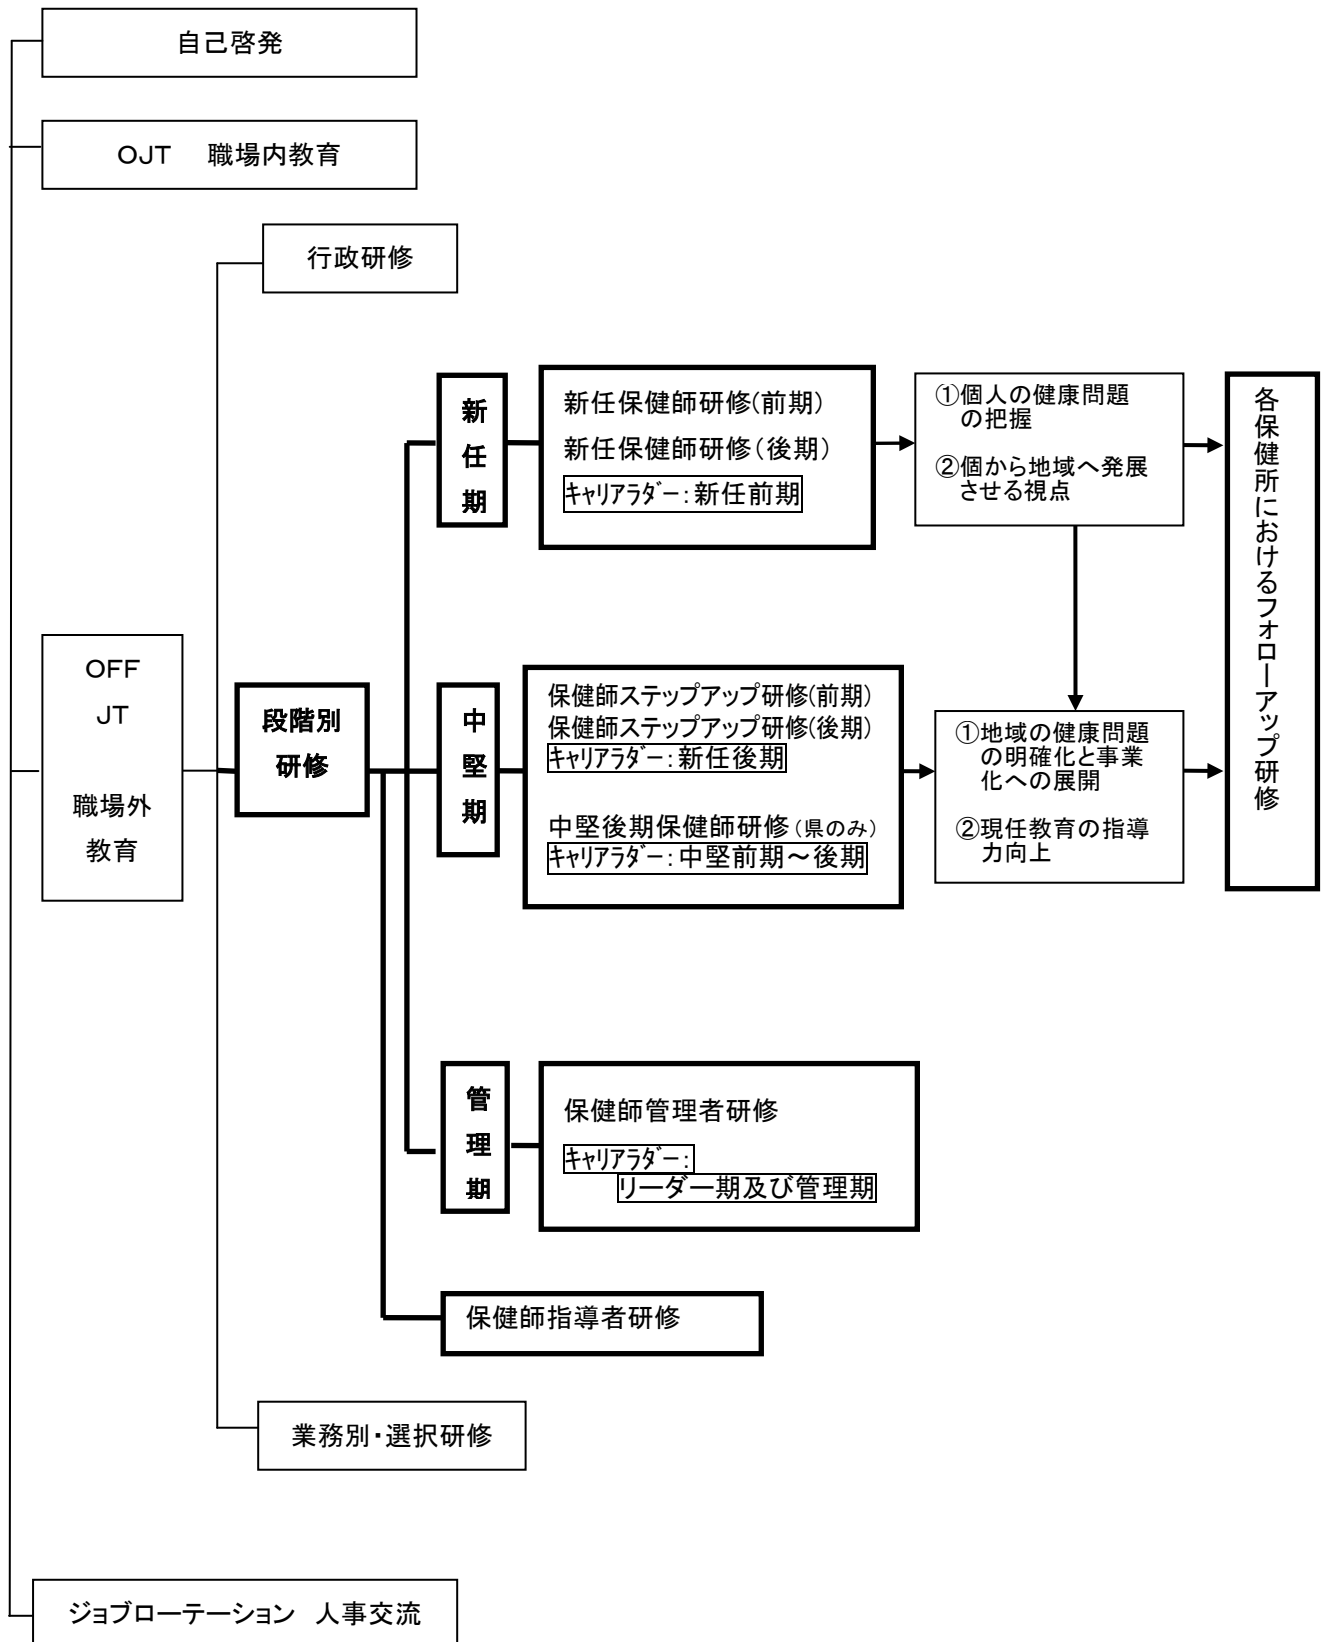 自己啓発
OJT　職場内教育
行政研修
新
任
期
新任保健師研修(前期)
新任保健師研修(後期)
キャリアラダー：新任前期
①個人の健康問題
の把握
②個から地域へ発展
させる視点
各保健所におけるフォローアップ研修
OFF
JT
職場外
教育
段階別
研修
中
堅
期
保健師ステップアップ研修(前期)
保健師ステップアップ研修(後期)
キャリアラダー：新任後期
中堅後期保健師研修(県のみ)
キャリアラダー：中堅前期～後期
①地域の健康問題
の明確化と事業
化への展開
②現任教育の指導
力向上
管
理
期
保健師管理者研修
キャリアラダー：
リーダー期及び管理期
保健師指導者研修
業務別・選択研修
ジョブローテーション　人事交流